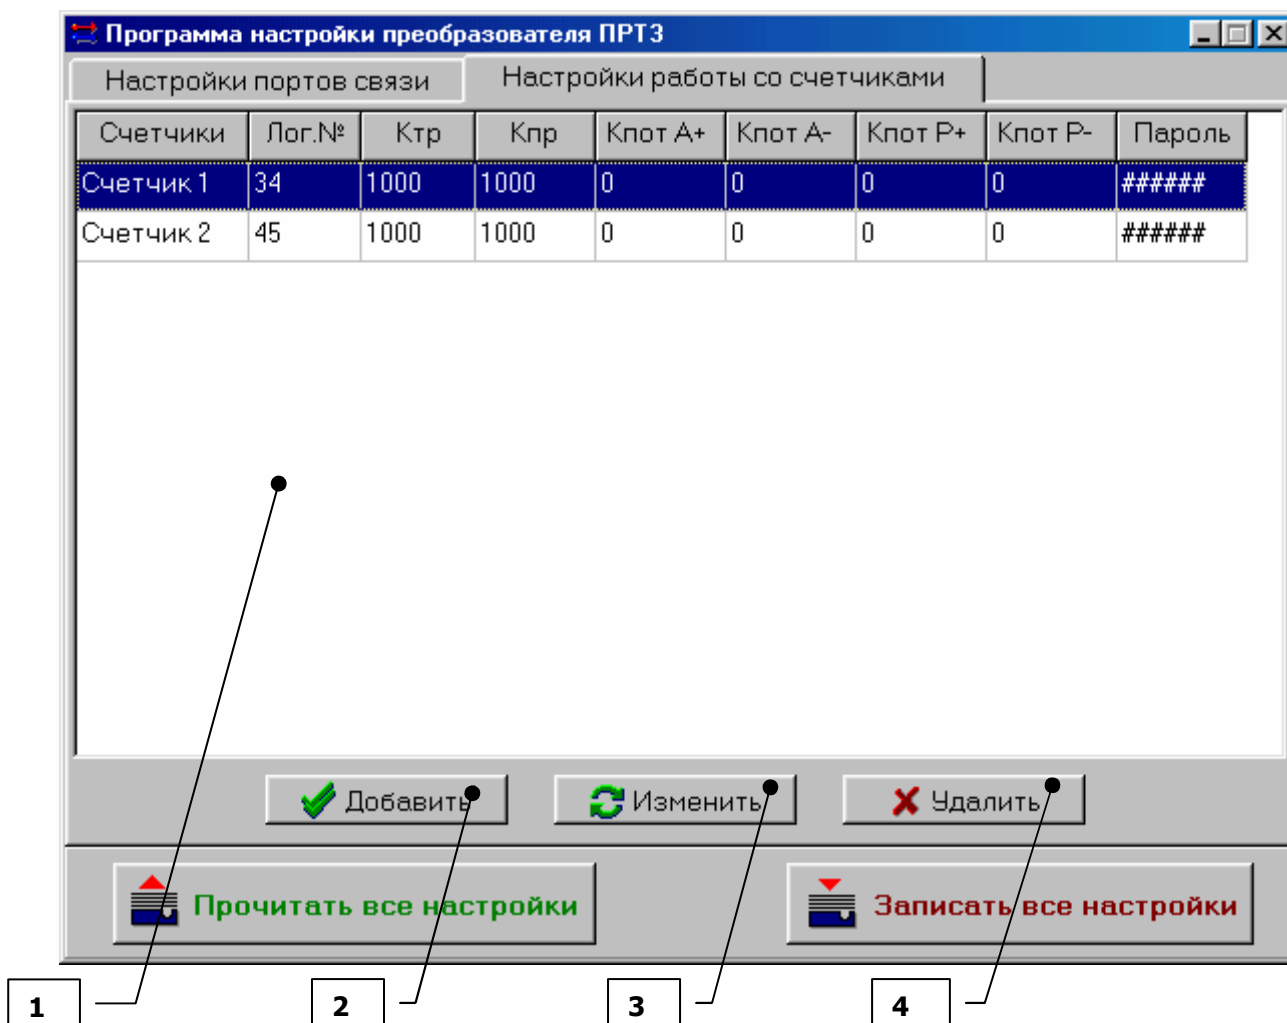 Программа настройки преобразователя ПРТ3
Настройки портов связи Настройки работы со счетчиками
Счетчики Лог.№ Ктр Кпр Кпот А+ Кпот А- Кпот Р+ Кпот Р- Пароль
Счетчик 1 34 1000 1000 0 0 0 0 ######
Счетчик 2 45 1000 1000 0 0 0 0 ######
Добавить Изменить Удалить
Прочитать все настройки Записать все настройки
1 2 3 4